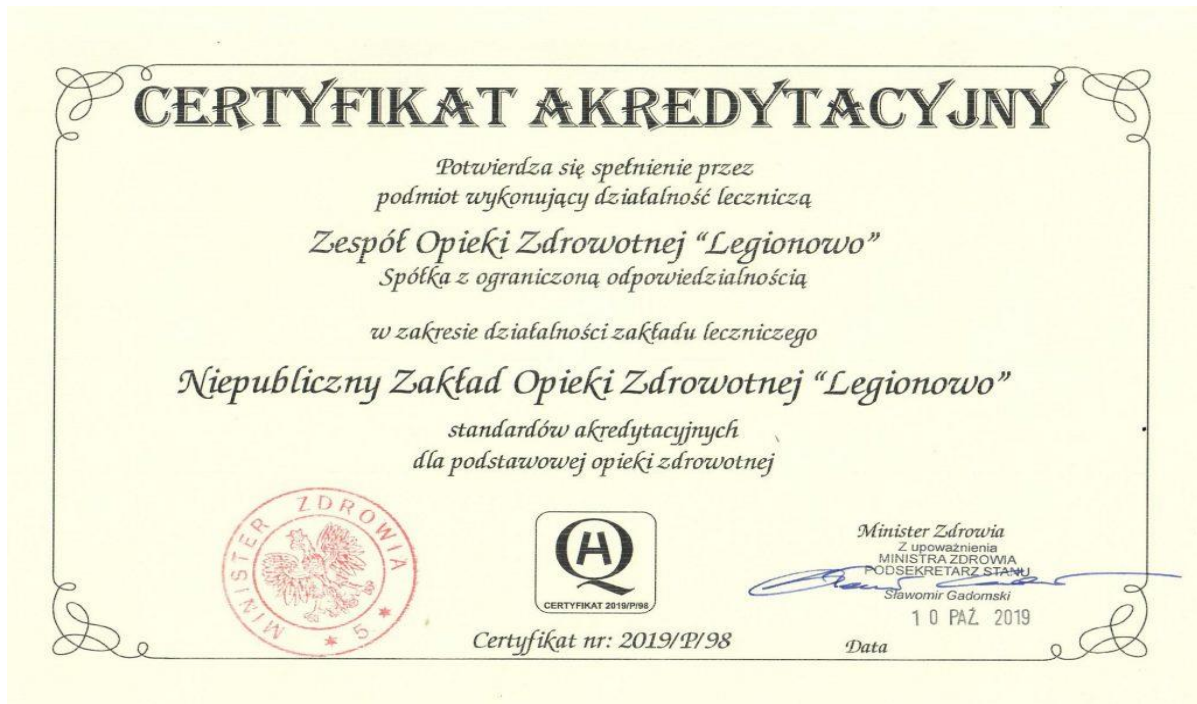 CERTYFIKAT AKREDYTACYJNY
Potwierdza się spełnienie przez
podmiot wykonujący działalność leczniczą
Zespół Opieki Zdrowotnej “Legionowo”
Spółka z ograniczoną odpowiedzialnością
w zakresie działalności zakładu leczniczego
Niepubliczny Zakład Opieki Zdrowotnej “Legionowo”
standardów akredytacyjnych
dla podstawowej opieki zdrowotnej
MINISTER ZDROWIA
* 5 *
HQ
CERTYFIKAT 2019/P/98
Certyfikat nr: 2019/P/98
Minister Zdrowia
Z upoważnienia
MINISTRA ZDROWIA
PODSEKRETARZ STANU
Sławomir Gadomski
10 PAŹ. 2019
Data